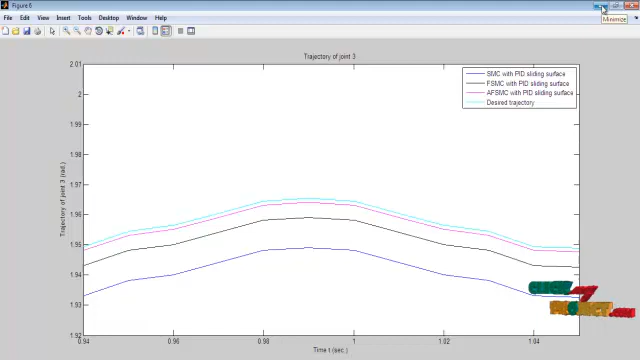 Figure 6
File Edit View Insert Tools Desktop Window Help
Minimize
Trajectory of joint 3
2.01
2
1.99
1.98
1.97
1.96
1.95
1.94
1.93
1.92
Trajectory of joint 3 (rad.)
SMC with PID sliding surface
FSMC with PID sliding surface
AFSMC with PID sliding surface
Desired trajectory
0.94 0.96 0.98 1 1.02 1.04
Time t (sec.)
CLICK
PROJECT.com